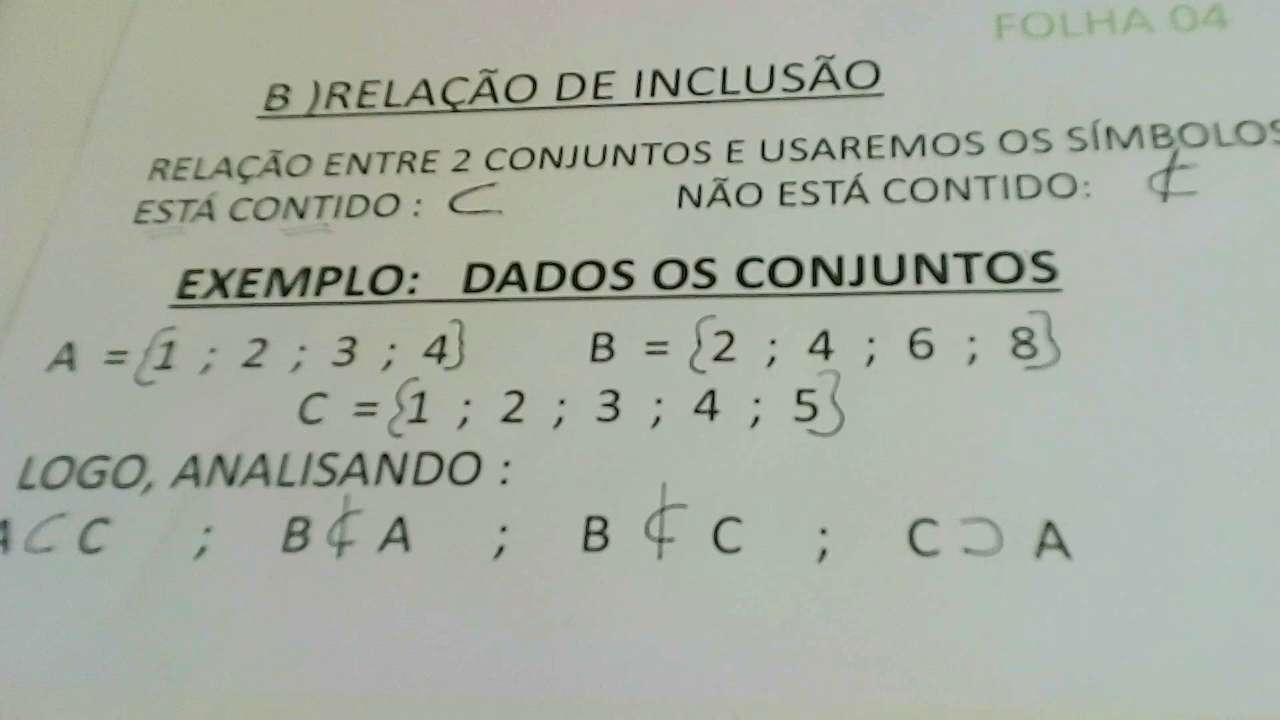 FOLHA 04
B )RELAÇÃO DE INCLUSÃO
RELAÇÃO ENTRE 2 CONJUNTOS E USAREMOS OS SÍMBOLOS
ESTÁ CONTIDO : ⊂ NÃO ESTÁ CONTIDO: ⊄
EXEMPLO: DADOS OS CONJUNTOS
A ={1 ; 2 ; 3 ; 4} B = {2 ; 4 ; 6 ; 8}
C ={1 ; 2 ; 3 ; 4 ; 5}
LOGO, ANALISANDO :
A ⊂ C ; B ⊄ A ; B ⊄ C ; C ⊃ A